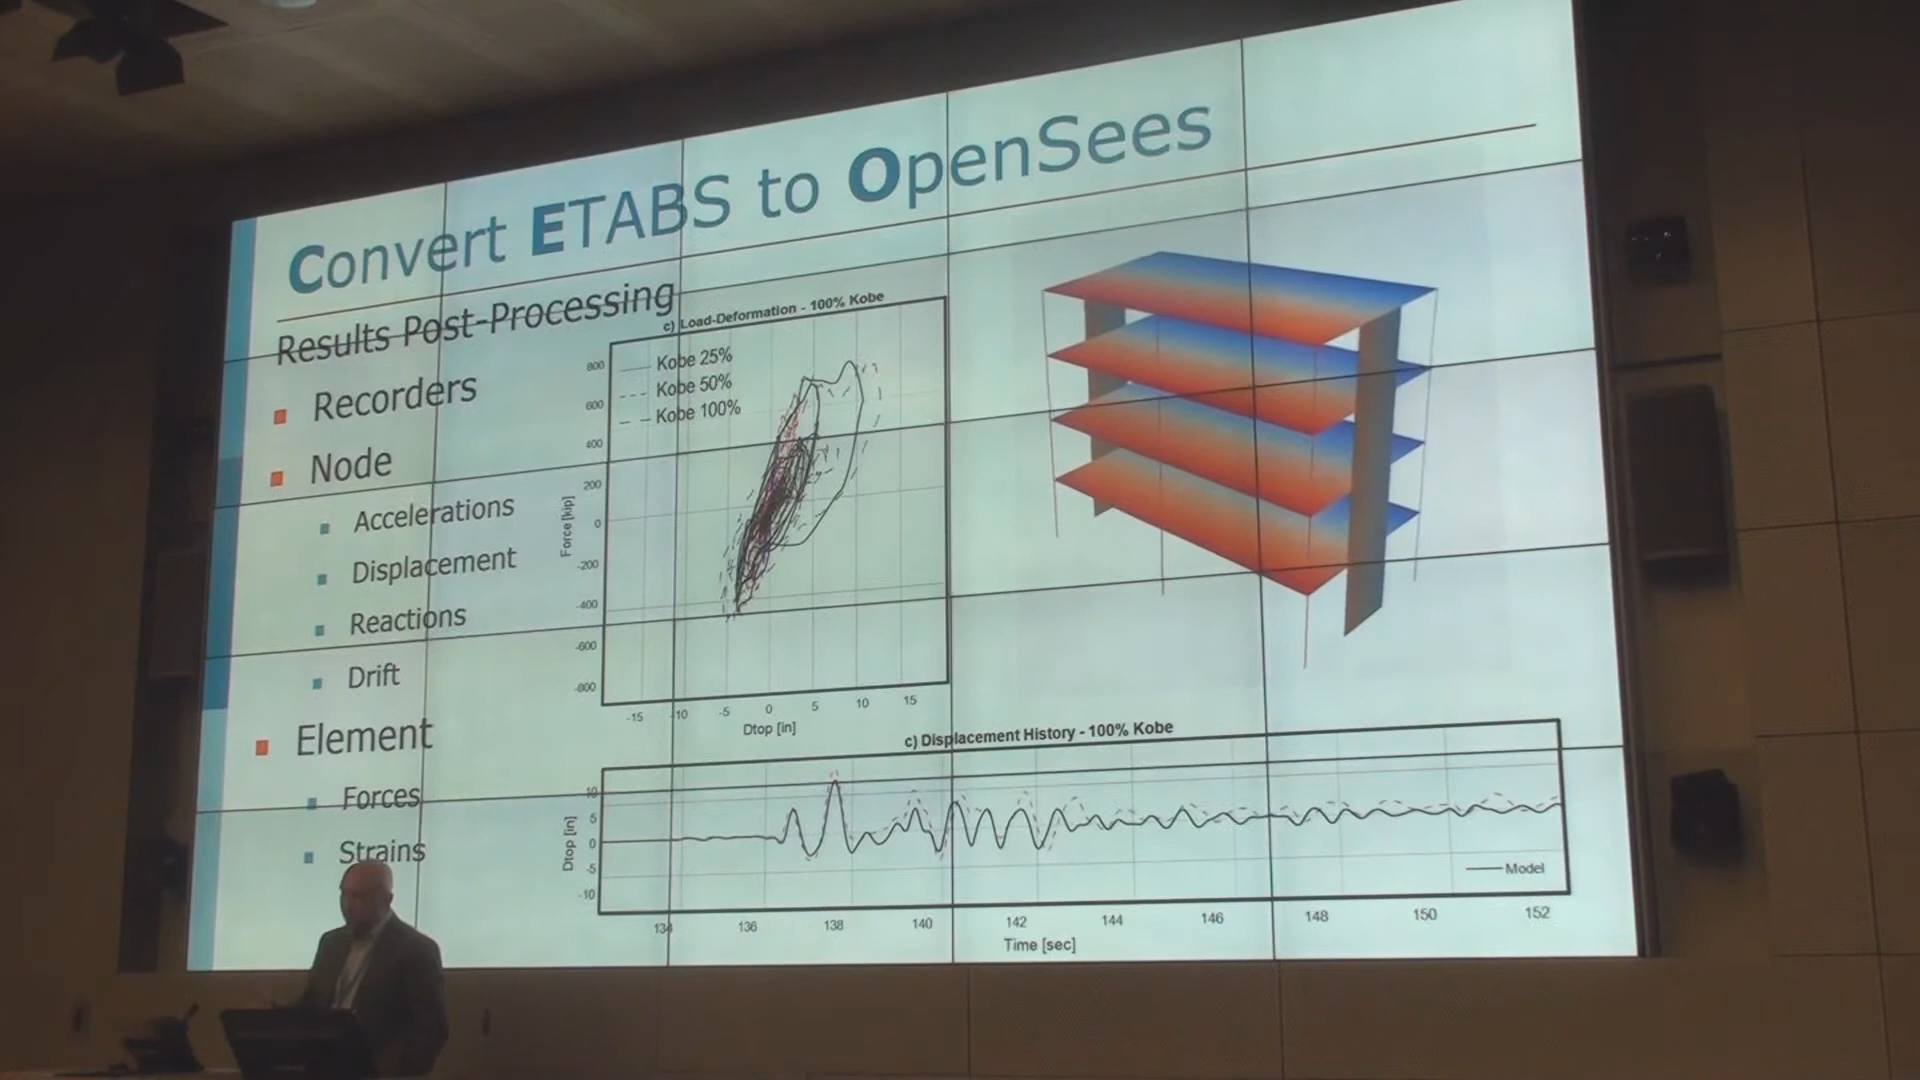 Convert ETABS to OpenSees
Results Post-Processing
Recorders
Node
Accelerations
Displacement
Reactions
Drift
Element
Forces
Strains
c) Load-Deformation - 100% Kobe
Kobe 25%
Kobe 50%
Kobe 100%
800
600
400
200
0
-200
-400
-600
-800
Force [kip]
-15 -10 -5 0 5 10 15
Dtop [in]
c) Displacement History - 100% Kobe
10
5
0
-5
-10
Dtop [in]
Model
134 136 138 140 142 144 146 148 150 152
Time [sec]